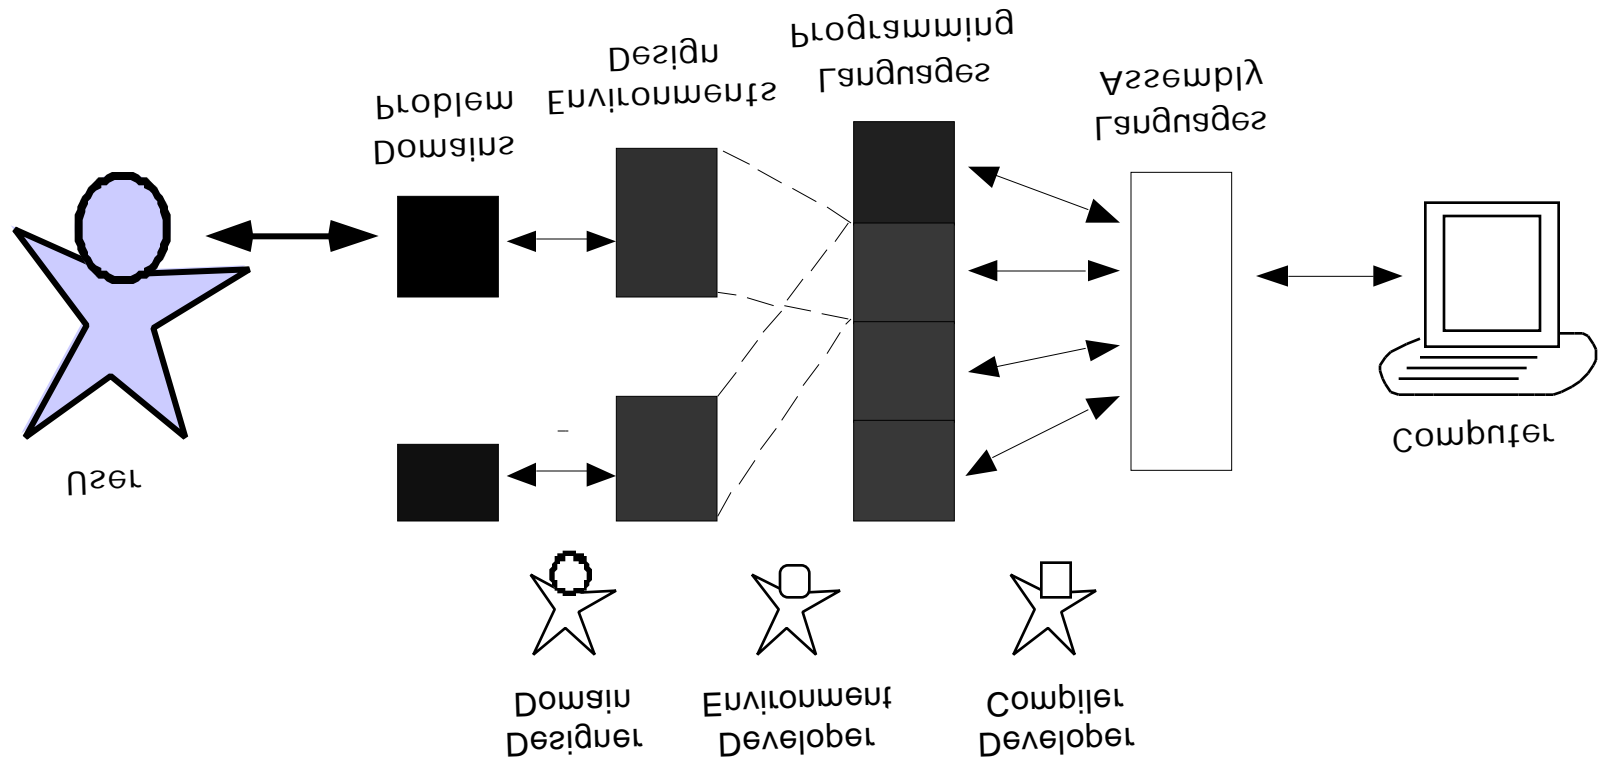 Programming
Languages
Design
Environments
Problem
Domains
Assembly
Languages
User
Computer
Domain
Designer
Environment
Developer
Compiler
Developer